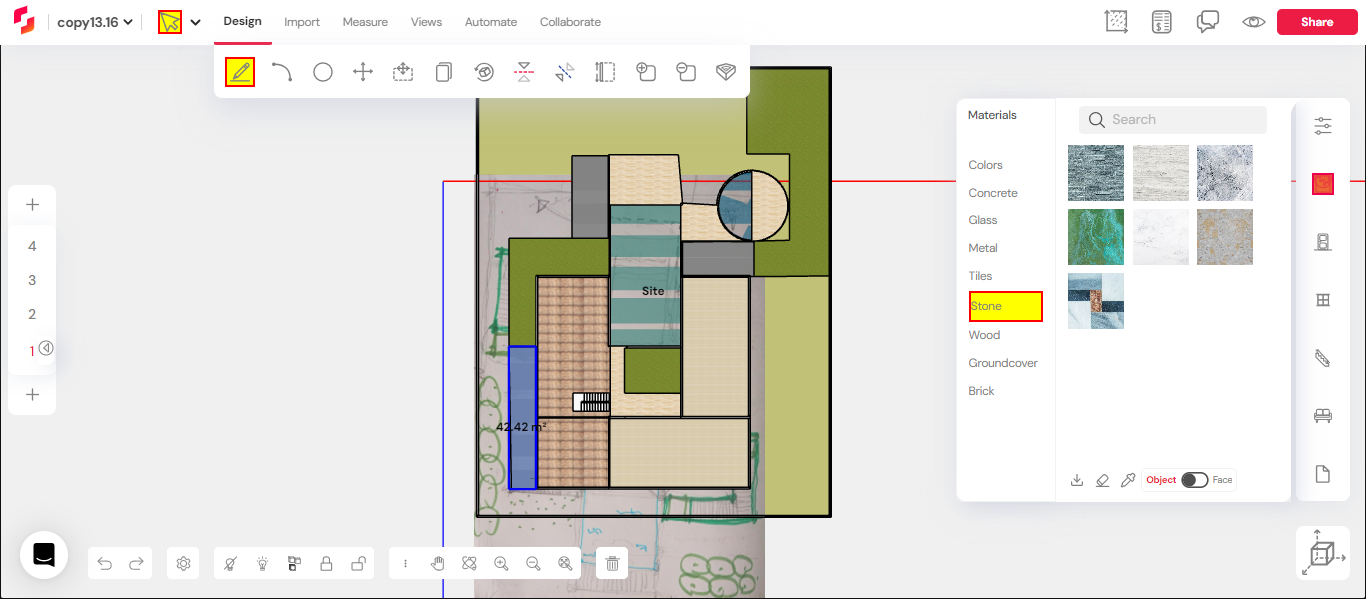 copy13.16
Design
Import
Measure
Views
Automate
Collaborate
Share
4
3
2
1
Site
42.42 m²
Materials
Search
Colors
Concrete
Glass
Metal
Tiles
Stone
Wood
Groundcover
Brick
Object
Face